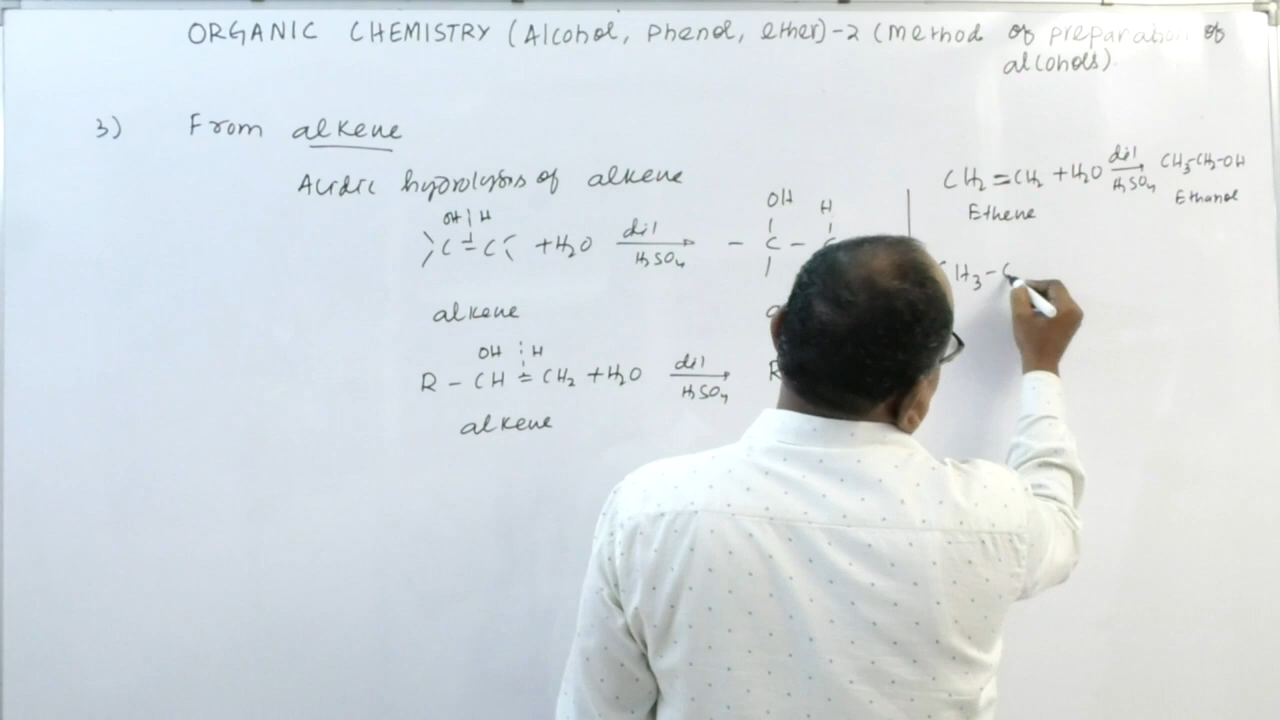 ORGANIC CHEMISTRY (Alcohol, Phenol, ether)-2 (Method of preparation of
alcohols).
3) From alkene
Acidic hydrolysis of alkene
OH H
>C=C< +H2O dil H2SO4 → - C - C
OH H
alkene
OH H
R - CH = CH2 + H2O dil H2SO4 → R
alkene
CH2 = CH2 + H2O dil H2SO4 → CH3-CH2-OH
Ethene Ethanol
H3-C